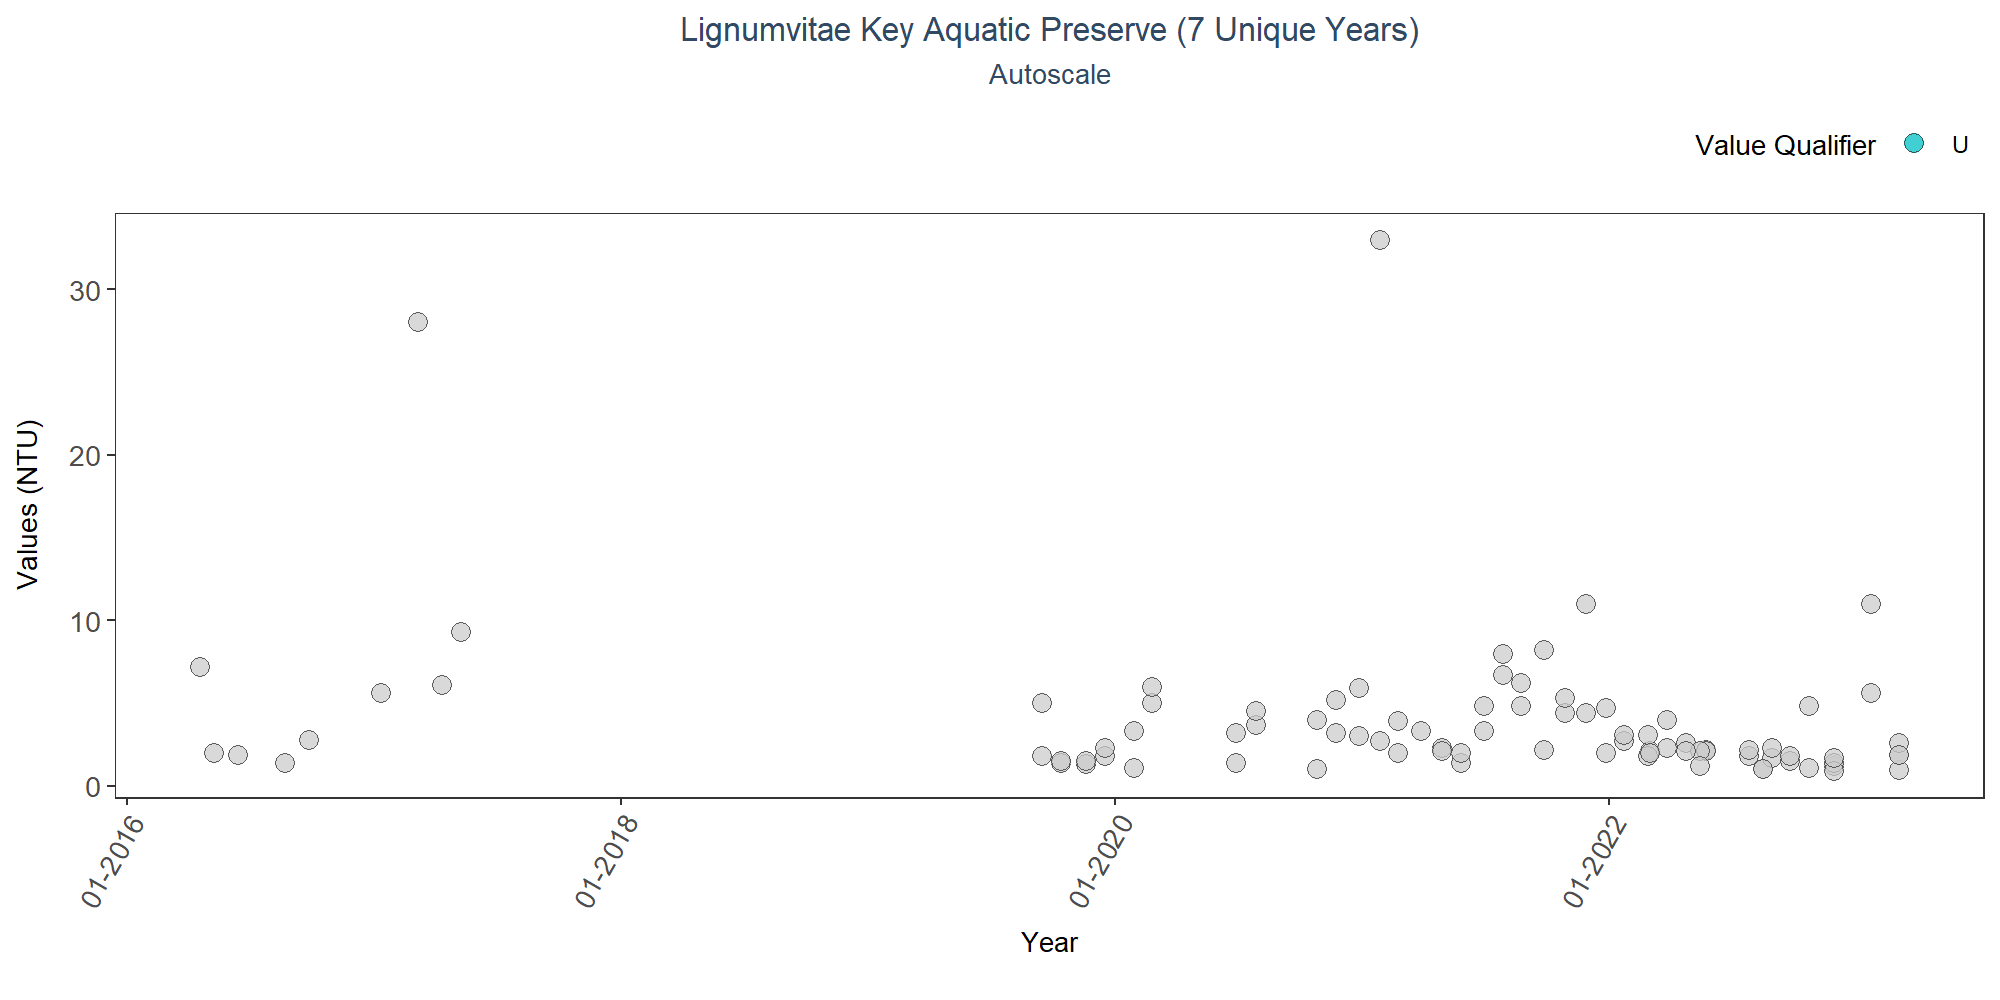 Lignumvitae Key Aquatic Preserve (7 Unique Years)
Autoscale
Value Qualifier U
Values (NTU)
30
20
10
0
01-2016 01-2018 01-2020 01-2022
Year